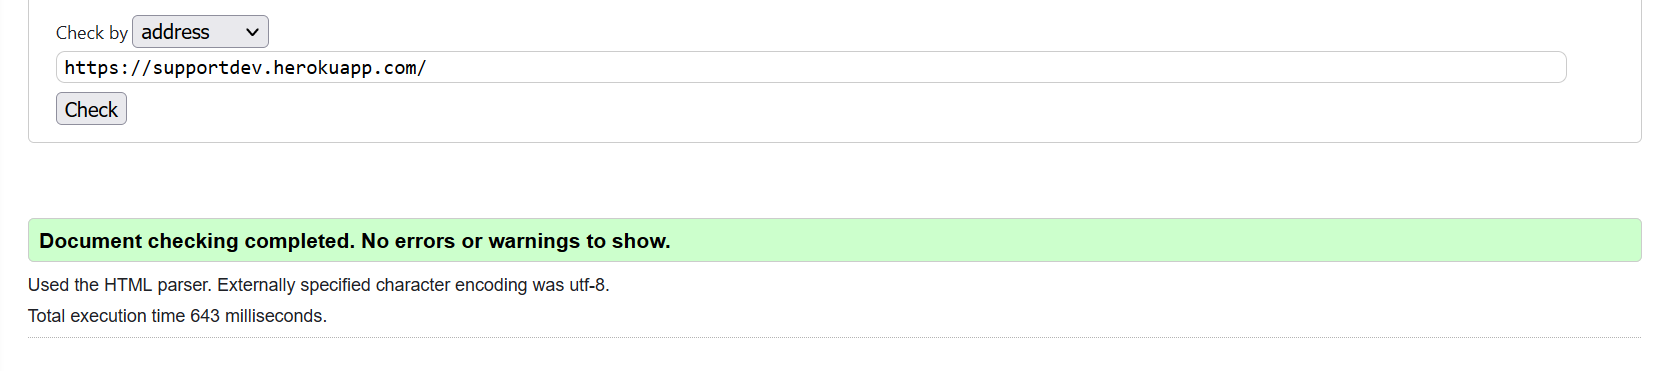 Check by address
https://supportdev.herokuapp.com/
Check
Document checking completed. No errors or warnings to show.
Used the HTML parser. Externally specified character encoding was utf-8.
Total execution time 643 milliseconds.